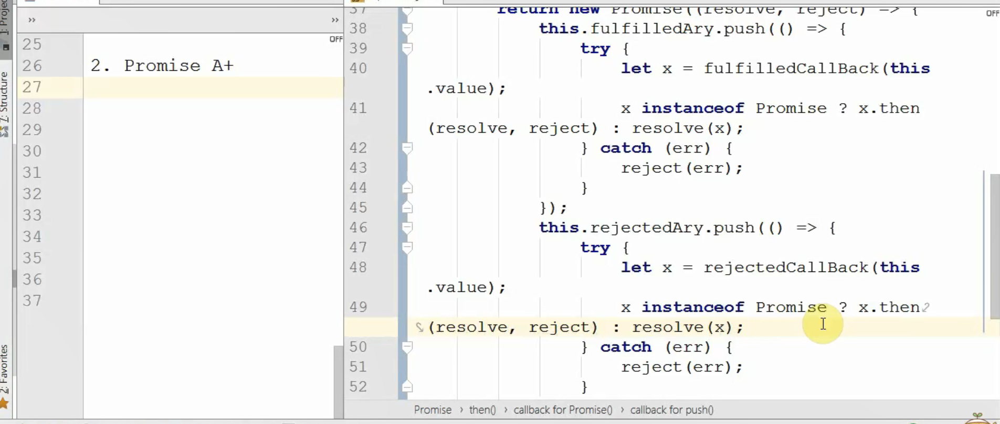 1: Projec
7: Structure
2: Favorites
››
››
OFF
25
26 2. Promise A+
27
28
29
30
31
32
33
34
35
36
37
OFF
37 return new Promise((resolve, reject) => {
38 this.fulfilledAry.push(() => {
39 try {
40 let x = fulfilledCallBack(this
.value);
41 x instanceof Promise ? x.then
(resolve, reject) : resolve(x);
42 } catch (err) {
43 reject(err);
44 }
45 });
46 this.rejectedAry.push(() => {
47 try {
48 let x = rejectedCallBack(this
.value);
49 x instanceof Promise ? x.then
(resolve, reject) : resolve(x);
50 } catch (err) {
51 reject(err);
52 }
Promise › then() › callback for Promise() › callback for push()